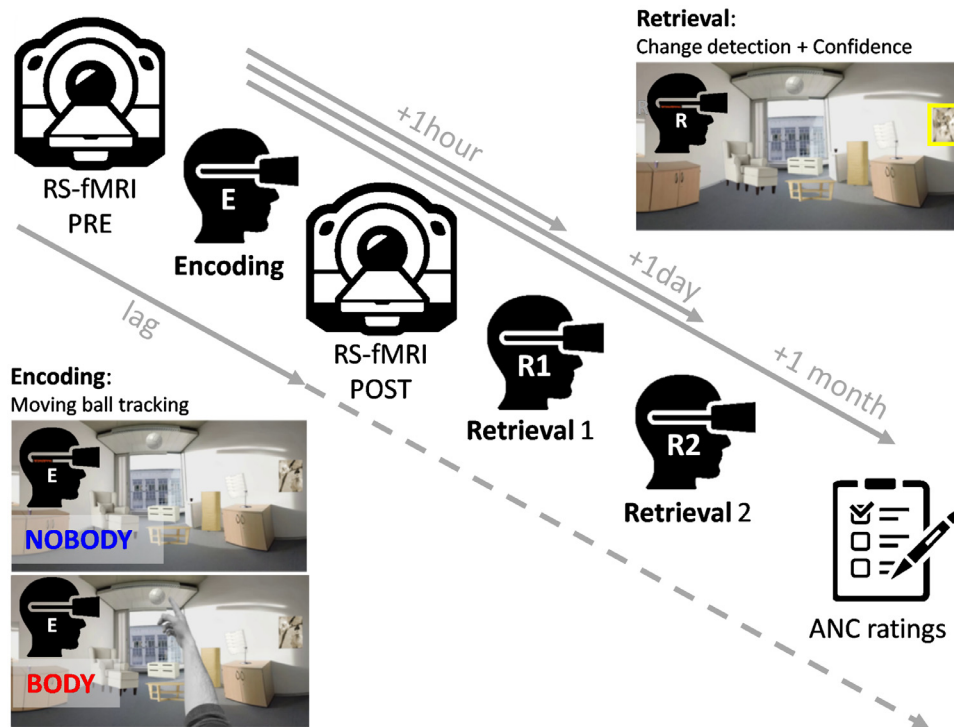 Retrieval:
Change detection + Confidence
R
RS-fMRI
PRE
E
Encoding
+1hour
+1day
+1 month
lag
RS-fMRI
POST
R1
Retrieval 1
R2
Retrieval 2
ANC ratings
Encoding:
Moving ball tracking
E
NOBODY
E
BODY